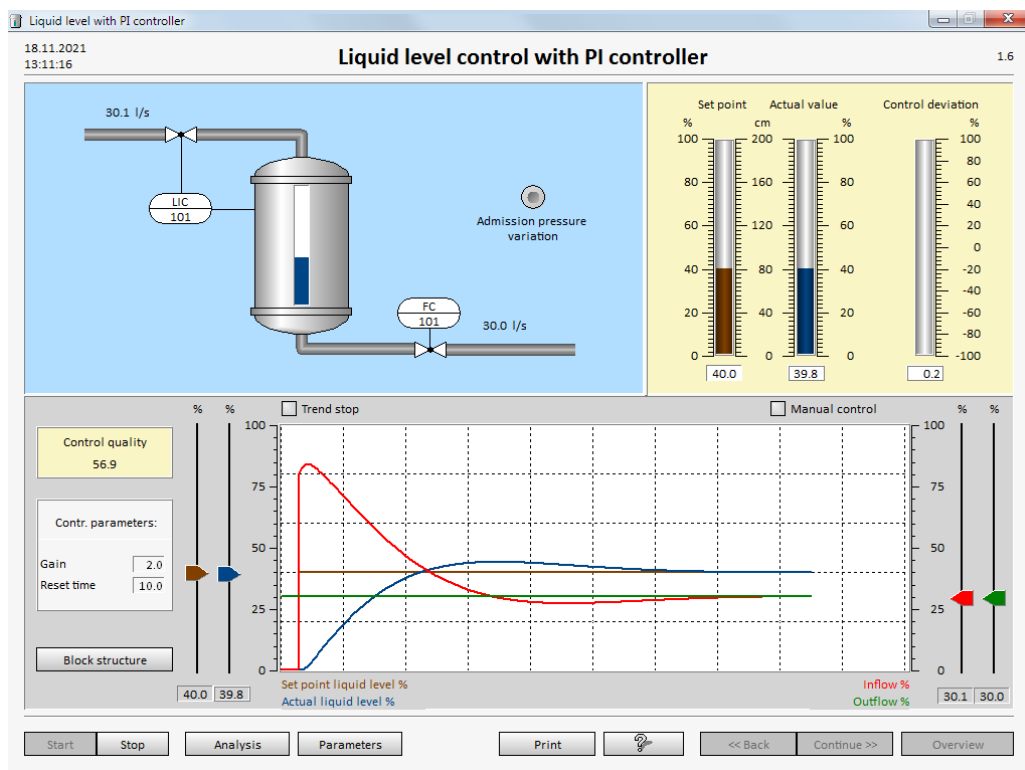 Liquid level with PI controller
18.11.2021
13:11:16
Liquid level control with PI controller
1.6
30.1 l/s
LIC
101
Admission pressure
variation
FC
101
30.0 l/s
Set point Actual value Control deviation
% cm % %
100 200 100 100
80
80 160 80 60
40
60 120 60 20
0
40 80 40 -20
-40
20 40 20 -60
-80
0 0 0 -100
40.0 39.8 0.2
% % Trend stop Manual control % %
Control quality
56.9
Contr. parameters:
Gain 2.0
Reset time 10.0
Block structure
100 100
75 75
50 50
25 25
0 0
40.0 39.8
Set point liquid level % Inflow %
Actual liquid level % Outflow %
30.1 30.0
Start Stop Analysis Parameters Print ? << Back Continue >> Overview